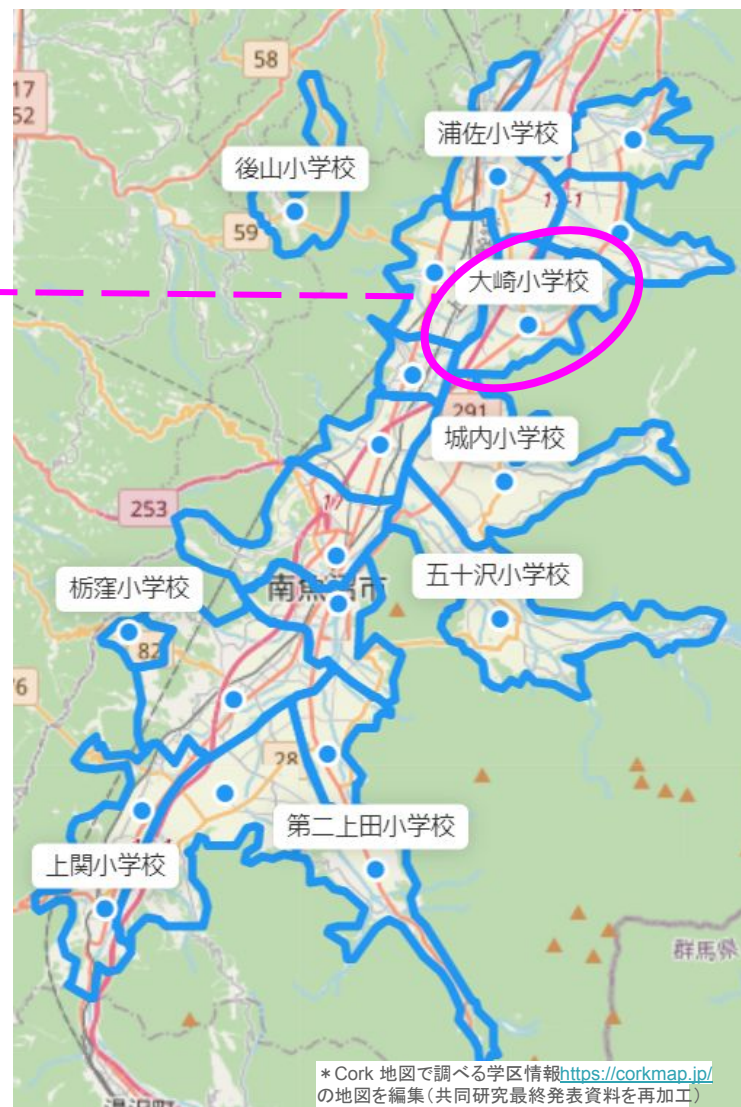 58
17
52
浦佐小学校
後山小学校
59
大崎小学校
291
城内小学校
253
17
南魚沼市
五十沢小学校
栃窪小学校
82
28
第二上田小学校
上関小学校
群馬県
湯沢町
*Cork 地図で調べる学区情報https://corkmap.jp/
の地図を編集（共同研究最終発表資料を再加工）